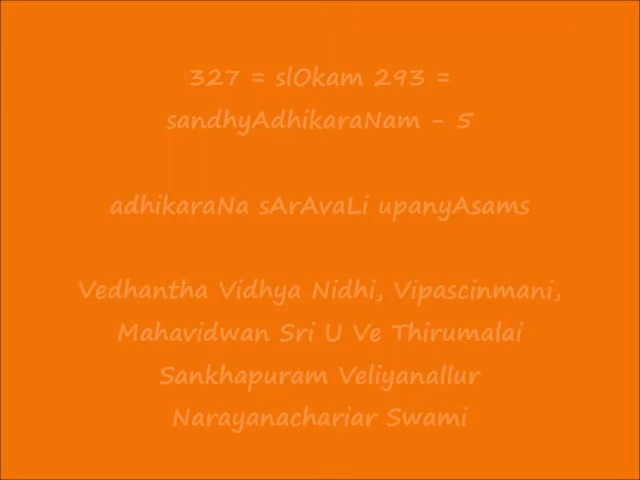 327 = slOkam 293 =
sandhyAdhikaraNam - 5
adhikaraNa sArAvaLi upanyAsams
Vedhantha Vidhya Nidhi, Vipascinmani,
Mahavidwan Sri U Ve Thirumalai
Sankhapuram Veliyanallur
Narayanachariar Swami